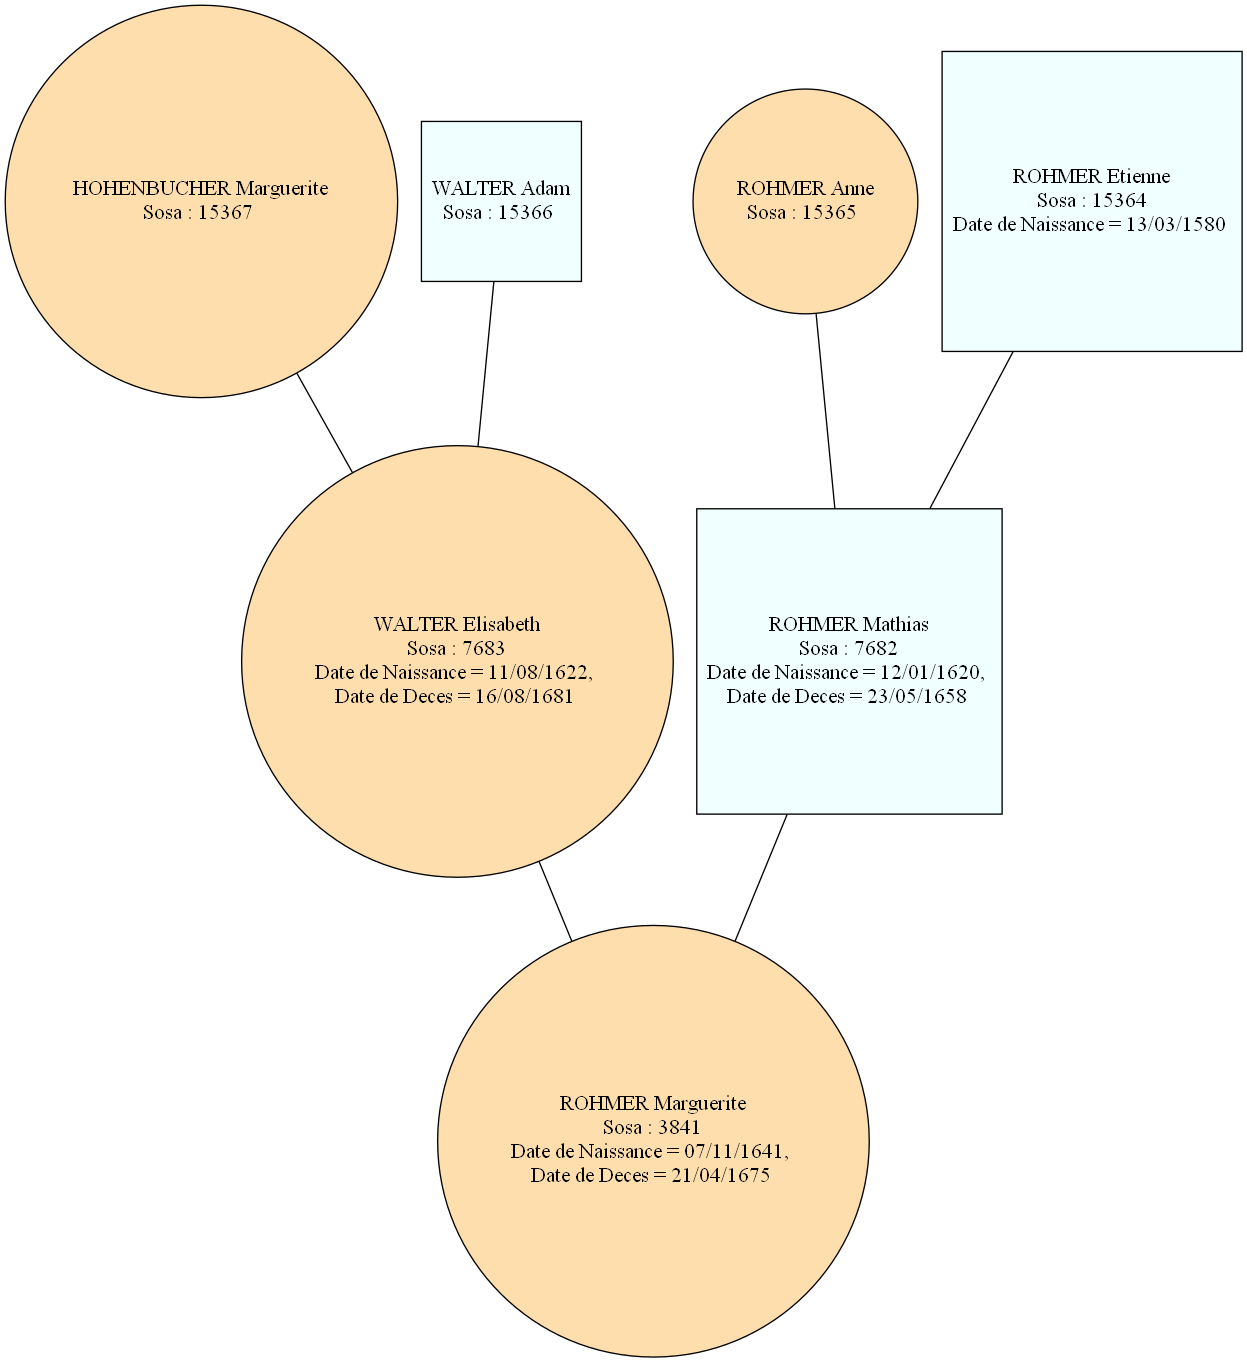 HOHENBUCHER Marguerite
Sosa : 15367
WALTER Adam
Sosa : 15366
ROHMER Anne
Sosa : 15365
ROHMER Etienne
Sosa : 15364
Date de Naissance = 13/03/1580
WALTER Elisabeth
Sosa : 7683
Date de Naissance = 11/08/1622,
Date de Deces = 16/08/1681
ROHMER Mathias
Sosa : 7682
Date de Naissance = 12/01/1620,
Date de Deces = 23/05/1658
ROHMER Marguerite
Sosa : 3841
Date de Naissance = 07/11/1641,
Date de Deces = 21/04/1675